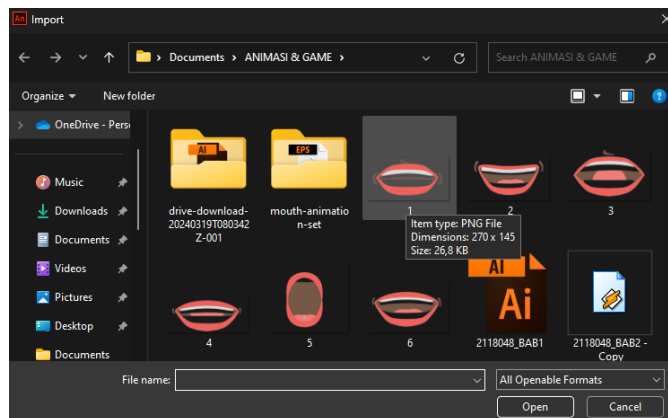 An Import
Documents > ANIMASI & GAME >
Search ANIMASI & GAME
Organize
New folder
OneDrive - Pers
Music
Downloads
Documents
Videos
Pictures
Desktop
Documents
AI
EPS
drive-download-
20240319T080342
Z-001
mouth-animatio
n-set
1
2
3
Item type: PNG File
Dimensions: 270 x 145
Size: 26,8 KB
4
5
6
AI
Ai
2118048_BAB1
2118048_BAB2 -
Copy
File name:
All Openable Formats
Open
Cancel